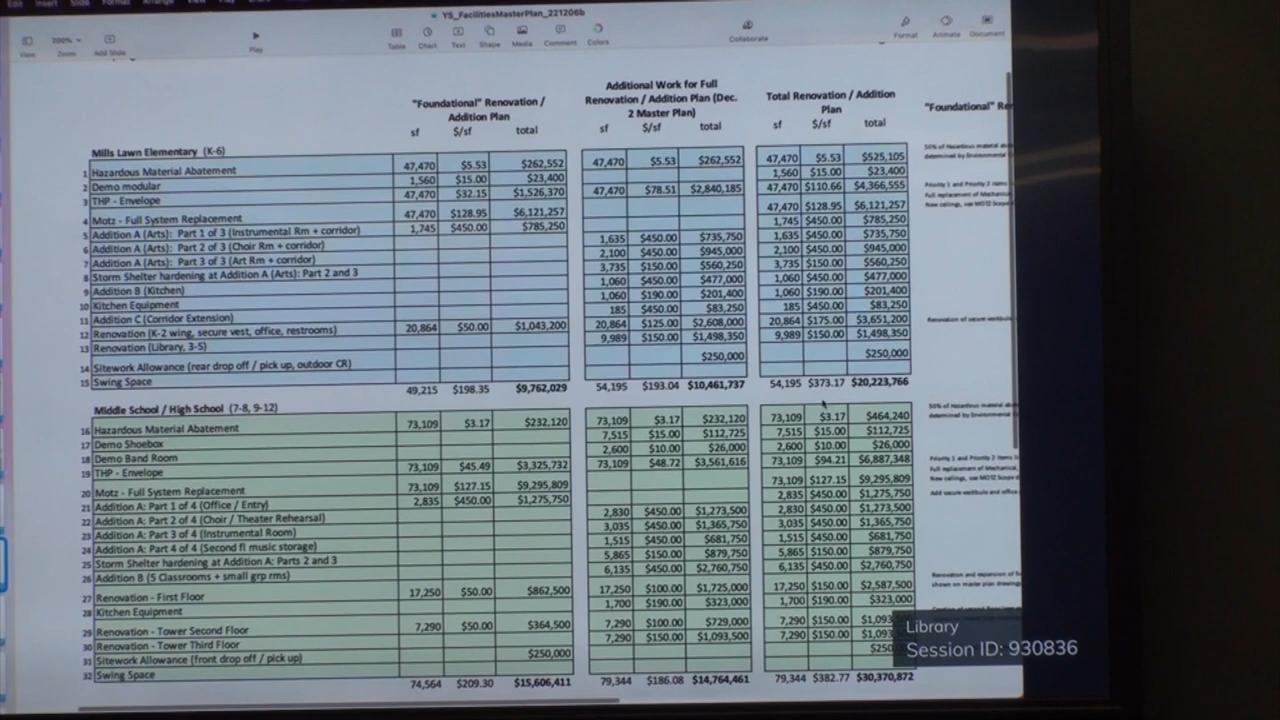 Edit Insert Slide Format Arrange View Play
YS_FacilitiesMasterPlan_221206b
200%
View Zoom Add Slide Play Table Chart Text Shape Media Comment Colors Collaborate Format Animate Document
"Foundational" Renovation / Addition Plan
Additional Work for Full Renovation / Addition Plan (Dec. 2 Master Plan)
Total Renovation / Addition Plan
"Foundational" Re
sf $/sf total sf $/sf total sf $/sf total
Mills Lawn Elementary (K-6)
1 Hazardous Material Abatement 47,470 $5.53 $262,552 47,470 $5.53 $262,552 47,470 $5.53 $525,105
2 Demo modular 1,560 $15.00 $23,400 1,560 $15.00 $23,400
3 THP - Envelope 47,470 $32.15 $1,526,370 47,470 $78.51 $2,840,185 47,470 $110.66 $4,366,555
4 Motz - Full System Replacement 47,470 $128.95 $6,121,257 47,470 $128.95 $6,121,257
5 Addition A (Arts): Part 1 of 3 (Instrumental Rm + corridor) 1,745 $450.00 $785,250 1,745 $450.00 $785,250
6 Addition A (Arts): Part 2 of 3 (Choir Rm + corridor) 1,635 $450.00 $735,750 1,635 $450.00 $735,750
7 Addition A (Arts): Part 3 of 3 (Art Rm + corridor) 2,100 $450.00 $945,000 2,100 $450.00 $945,000
8 Storm Shelter hardening at Addition A (Arts): Part 2 and 3 3,735 $150.00 $560,250 3,735 $150.00 $560,250
9 Addition B (Kitchen) 1,060 $450.00 $477,000 1,060 $450.00 $477,000
10 Kitchen Equipment 1,060 $190.00 $201,400 1,060 $190.00 $201,400
11 Addition C (Corridor Extension) 185 $450.00 $83,250 185 $450.00 $83,250
12 Renovation (K-2 wing, secure vest, office, restrooms) 20,864 $50.00 $1,043,200 20,864 $125.00 $2,608,000 20,864 $175.00 $3,651,200
13 Renovation (Library, 3-5) 9,989 $150.00 $1,498,350 9,989 $150.00 $1,498,350
14 Sitework Allowance (rear drop off / pick up, outdoor CR) $250,000 $250,000
15 Swing Space
49,215 $198.35 $9,762,029 54,195 $193.04 $10,461,737 54,195 $373.17 $20,223,766
Middle School / High School (7-8, 9-12)
16 Hazardous Material Abatement 73,109 $3.17 $232,120 73,109 $3.17 $232,120 73,109 $3.17 $464,240
17 Demo Shoebox 7,515 $15.00 $112,725 7,515 $15.00 $112,725
18 Demo Band Room 2,600 $10.00 $26,000 2,600 $10.00 $26,000
19 THP - Envelope 73,109 $45.49 $3,325,732 73,109 $48.72 $3,561,616 73,109 $94.21 $6,887,348
20 Motz - Full System Replacement 73,109 $127.15 $9,295,809 73,109 $127.15 $9,295,809
21 Addition A: Part 1 of 4 (Office / Entry) 2,835 $450.00 $1,275,750 2,835 $450.00 $1,275,750
22 Addition A: Part 2 of 4 (Choir / Theater Rehearsal) 2,830 $450.00 $1,273,500 2,830 $450.00 $1,273,500
23 Addition A: Part 3 of 4 (Instrumental Room) 3,035 $450.00 $1,365,750 3,035 $450.00 $1,365,750
24 Addition A: Part 4 of 4 (Second fl music storage) 1,515 $450.00 $681,750 1,515 $450.00 $681,750
25 Storm Shelter hardening at Addition A: Parts 2 and 3 5,865 $150.00 $879,750 5,865 $150.00 $879,750
26 Addition B (5 Classrooms + small grp rms) 6,135 $450.00 $2,760,750 6,135 $450.00 $2,760,750
27 Renovation - First Floor 17,250 $50.00 $862,500 17,250 $100.00 $1,725,000 17,250 $150.00 $2,587,500
28 Kitchen Equipment 1,700 $190.00 $323,000 1,700 $190.00 $323,000
29 Renovation - Tower Second Floor 7,290 $50.00 $364,500 7,290 $100.00 $729,000 7,290 $150.00 $1,093
30 Renovation - Tower Third Floor 7,290 $150.00 $1,093,500 7,290 $150.00 $1,093
31 Sitework Allowance (front drop off / pick up) $250,000 $250
32 Swing Space
74,564 $209.30 $15,606,411 79,344 $186.08 $14,764,461 79,344 $382.77 $30,370,872
Library
Session ID: 930836